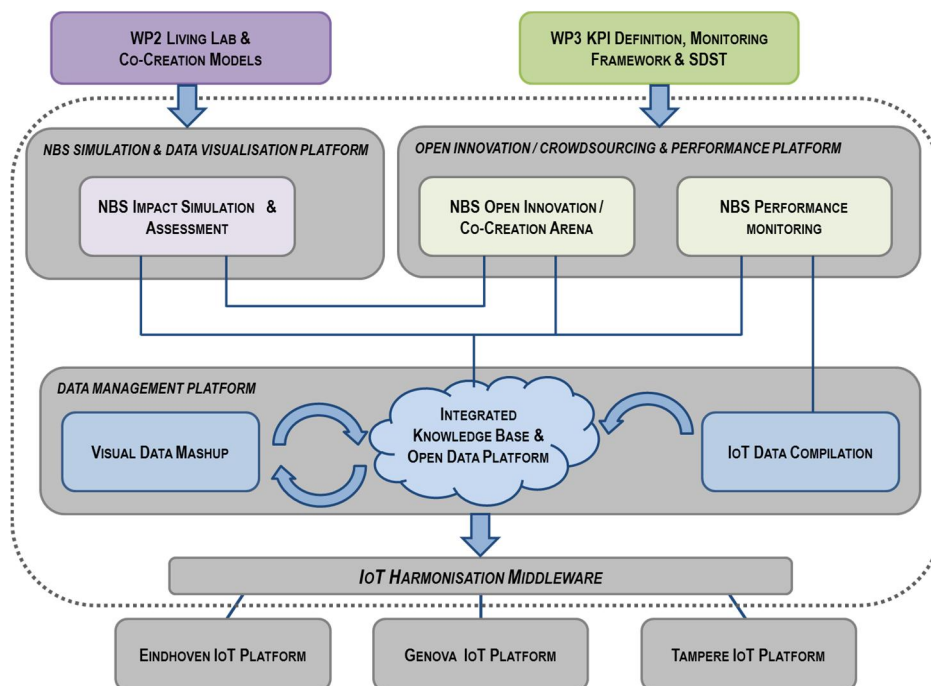 WP2 Living Lab &
Co-Creation Models
WP3 KPI Definition, Monitoring
Framework & SDST
NBS Simulation & Data Visualisation Platform
Open Innovation / Crowdsourcing & Performance Platform
NBS Impact Simulation &
Assessment
NBS Open Innovation /
Co-Creation Arena
NBS Performance
monitoring
Data Management Platform
Visual Data Mashup
Integrated
Knowledge Base &
Open Data Platform
IoT Data Compilation
IoT Harmonisation Middleware
Eindhoven IoT Platform
Genova IoT Platform
Tampere IoT Platform